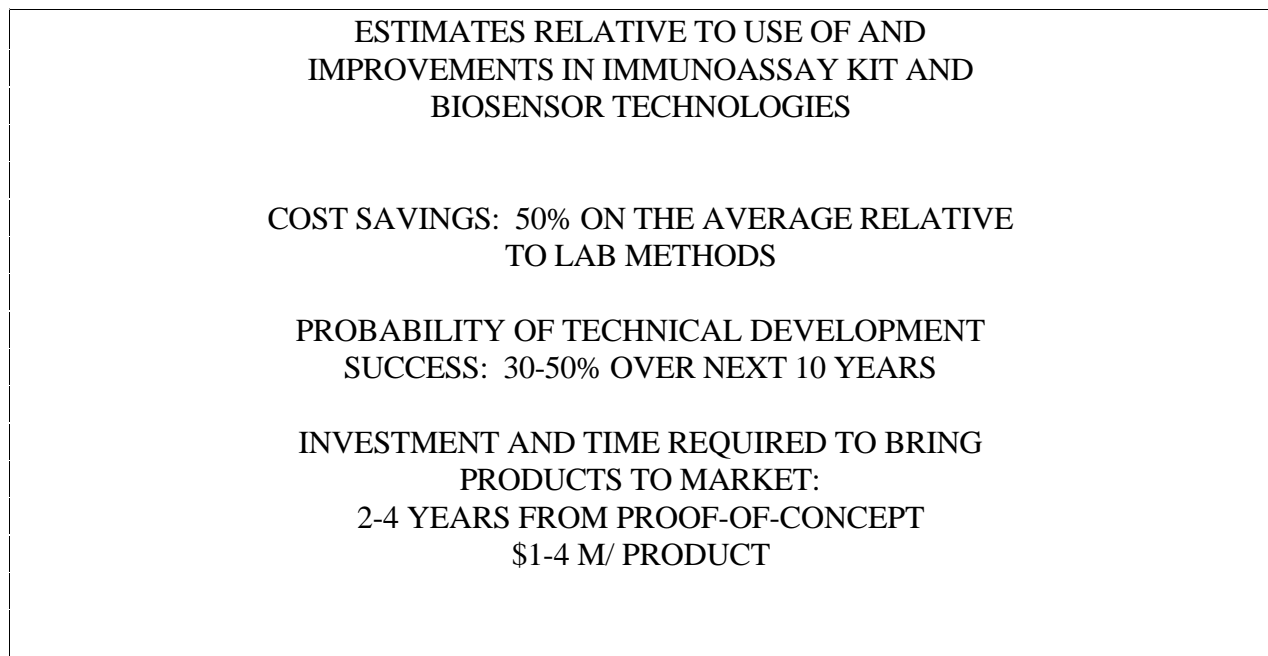 ESTIMATES RELATIVE TO USE OF AND
IMPROVEMENTS IN IMMUNOASSAY KIT AND
BIOSENSOR TECHNOLOGIES
COST SAVINGS: 50% ON THE AVERAGE RELATIVE
TO LAB METHODS
PROBABILITY OF TECHNICAL DEVELOPMENT
SUCCESS: 30-50% OVER NEXT 10 YEARS
INVESTMENT AND TIME REQUIRED TO BRING
PRODUCTS TO MARKET:
2-4 YEARS FROM PROOF-OF-CONCEPT
$1-4 M/ PRODUCT